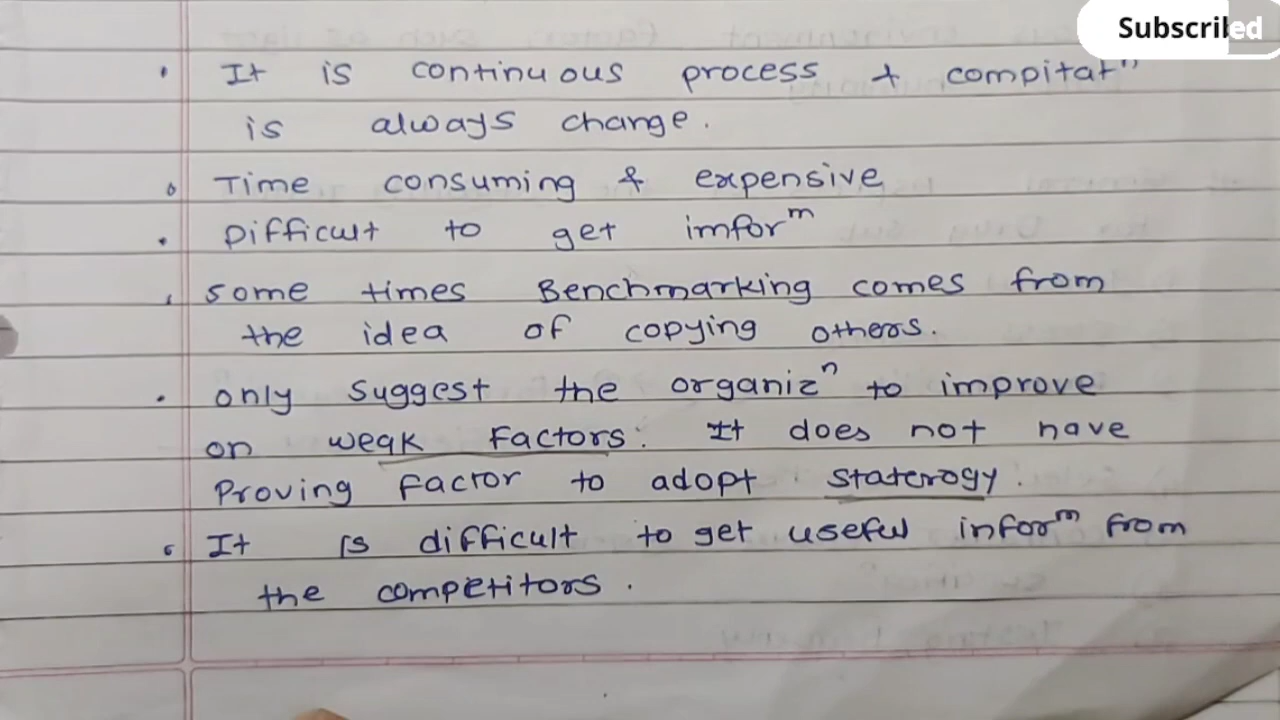 Subscribed
• It is continuous process & compitatⁿ
is always change.
• Time consuming & expensive
• Difficult to get imforᵐ
• some times Benchmarking comes from
the idea of copying others.
• only suggest the organizⁿ to improve
on weak factors. It does not have
Proving factor to adopt staterogy.
• It is difficult to get useful inforᵐ from
the competitors.